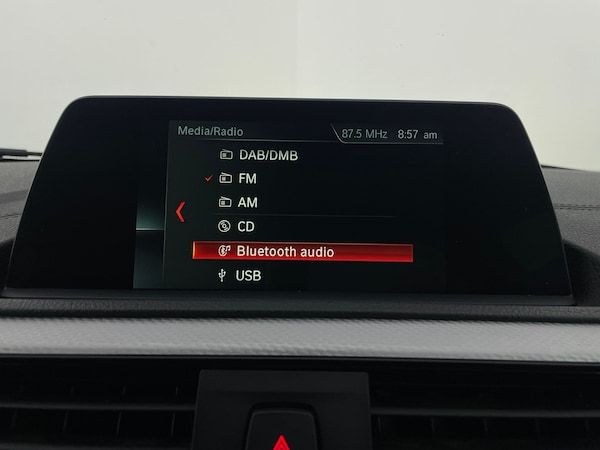 Media/Radio 87.5 MHz 8:57 am
DAB/DMB
FM
AM
CD
Bluetooth audio
USB